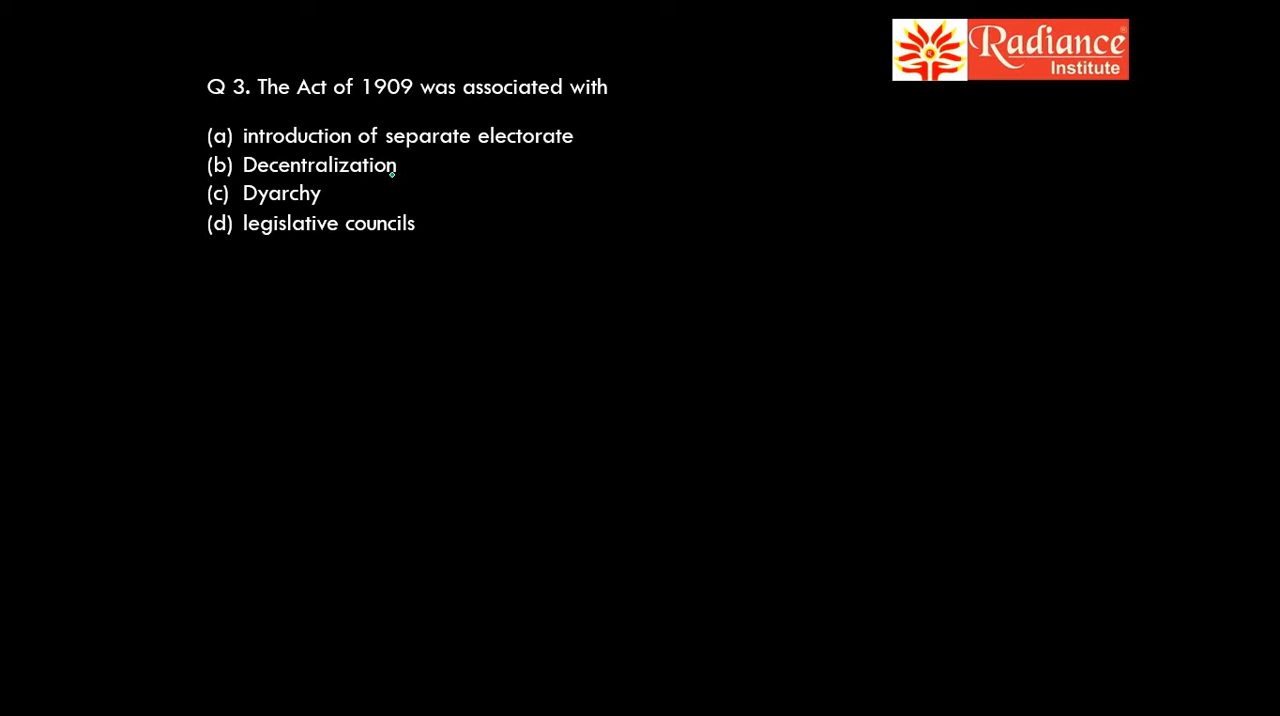 Radiance®
Institute
Q 3. The Act of 1909 was associated with
(a) introduction of separate electorate
(b) Decentralization
(c) Dyarchy
(d) legislative councils